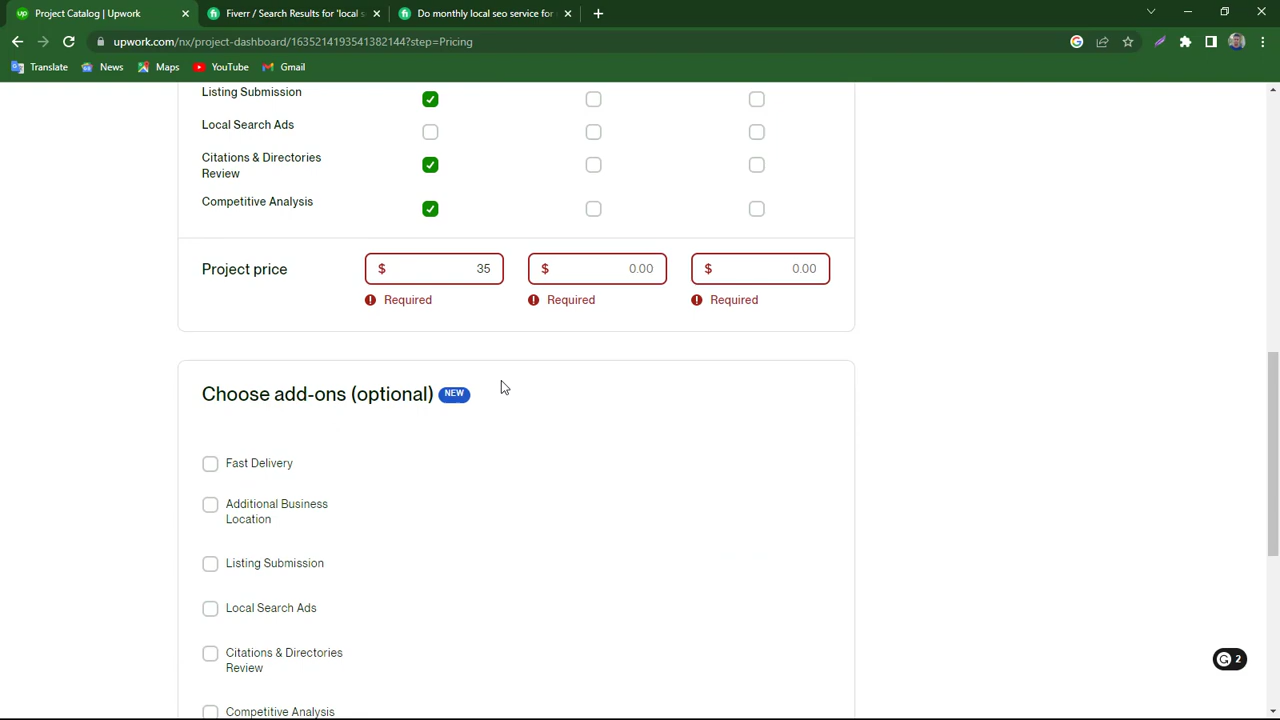 Project Catalog | Upwork
Fiverr / Search Results for 'local s
Do monthly local seo service for
upwork.com/nx/project-dashboard/1635214193541382144?step=Pricing
Translate News Maps YouTube Gmail
Listing Submission
Local Search Ads
Citations & Directories
Review
Competitive Analysis
Project price $ 35 $ 0.00 $ 0.00
Required Required Required
Choose add-ons (optional) NEW
Fast Delivery
Additional Business
Location
Listing Submission
Local Search Ads
Citations & Directories
Review
2
Competitive Analysis